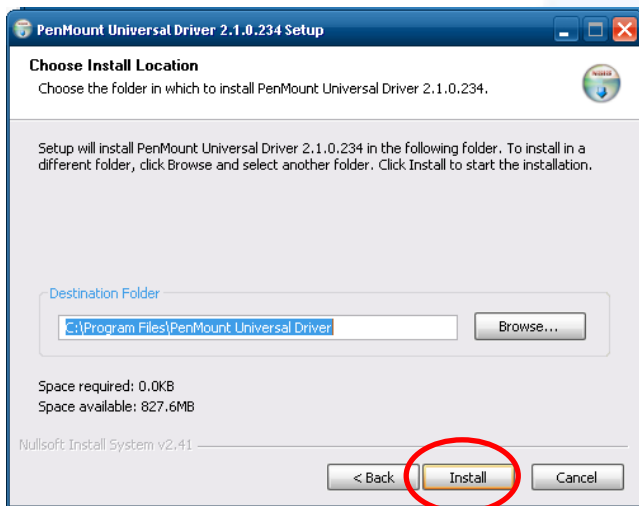 PenMount Universal Driver 2.1.0.234 Setup
Choose Install Location
Choose the folder in which to install PenMount Universal Driver 2.1.0.234.
Setup will install PenMount Universal Driver 2.1.0.234 in the following folder. To install in a
different folder, click Browse and select another folder. Click Install to start the installation.
Destination Folder
C:\Program Files\PenMount Universal Driver
Browse...
Space required: 0.0KB
Space available: 827.6MB
Nullsoft Install System v2.41
< Back Install Cancel